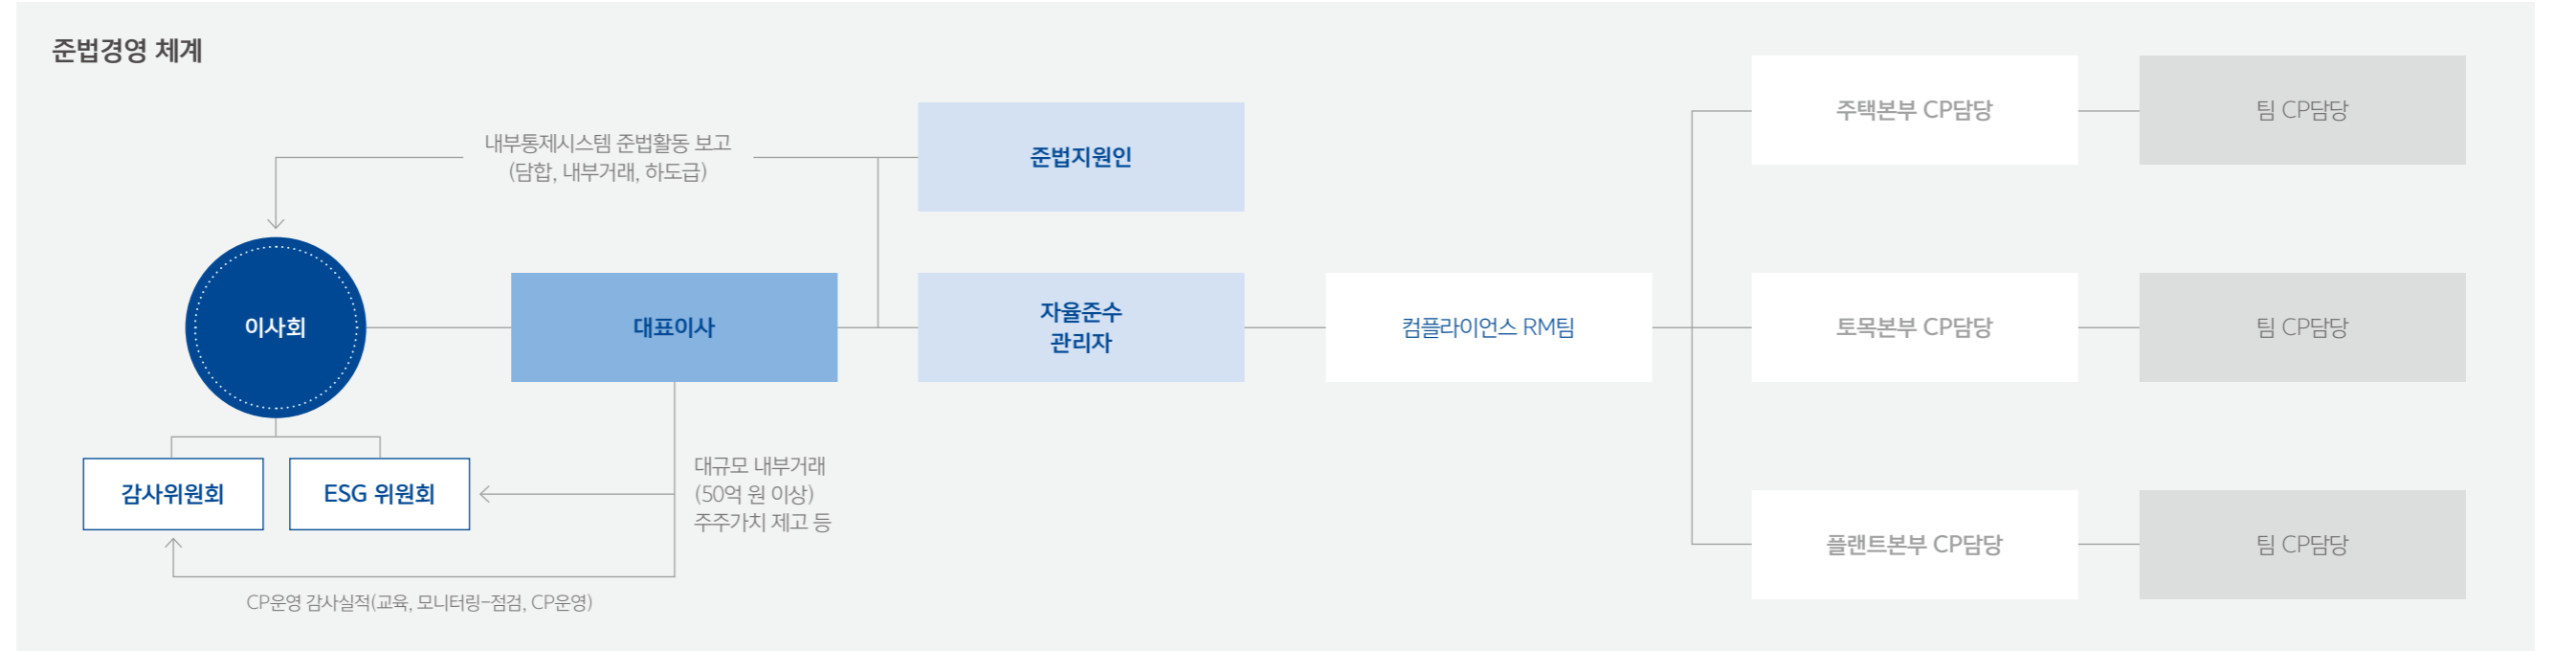 준법경영 체계
내부통제시스템 준법활동 보고
(담합, 내부거래, 하도급)
준법지원인
주택본부 CP담당
팀 CP담당
이사회
대표이사
자율준수
관리자
컴플라이언스 RM팀
토목본부 CP담당
팀 CP담당
감사위원회
ESG 위원회
대규모 내부거래
(50억 원 이상)
주주가치 제고 등
플랜트본부 CP담당
팀 CP담당
CP운영 감사실적(교육, 모니터링-점검, CP운영)